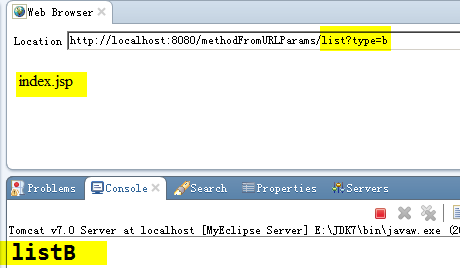 Web Browser
Location http://localhost:8080/methodFromURLParams/list?type=b
index.jsp
Problems Console Search Properties Servers
Tomcat v7.0 Server at localhost [MyEclipse Server] E:\JDK7\bin\javaw.exe (20
listB